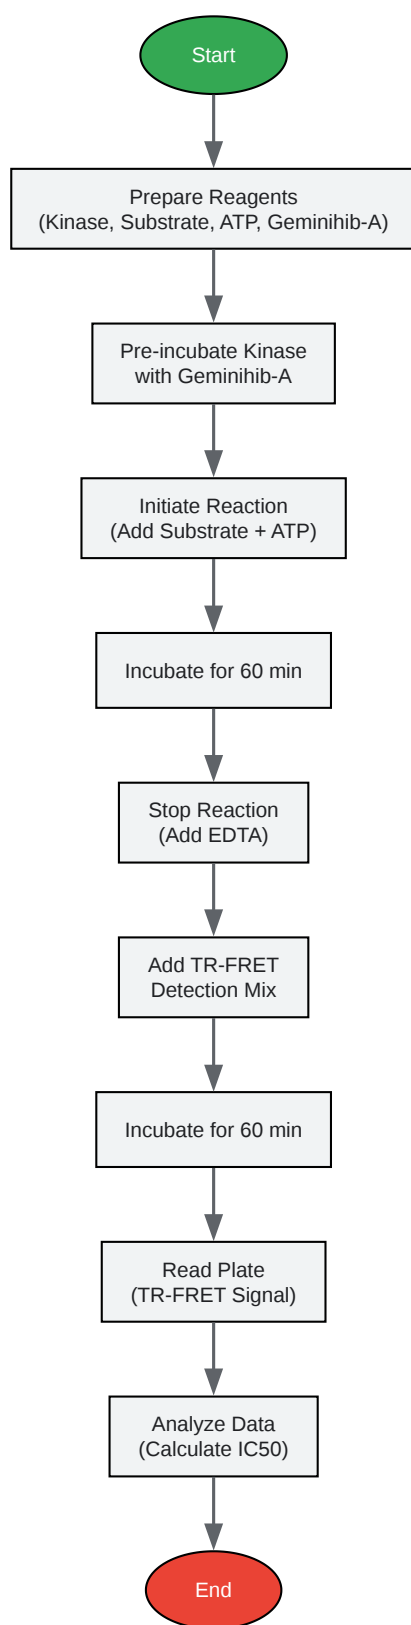 Start
Prepare Reagents
(Kinase, Substrate, ATP, Geminihib-A)
Pre-incubate Kinase
with Geminihib-A
Initiate Reaction
(Add Substrate + ATP)
Incubate for 60 min
Stop Reaction
(Add EDTA)
Add TR-FRET
Detection Mix
Incubate for 60 min
Read Plate
(TR-FRET Signal)
Analyze Data
(Calculate IC50)
End